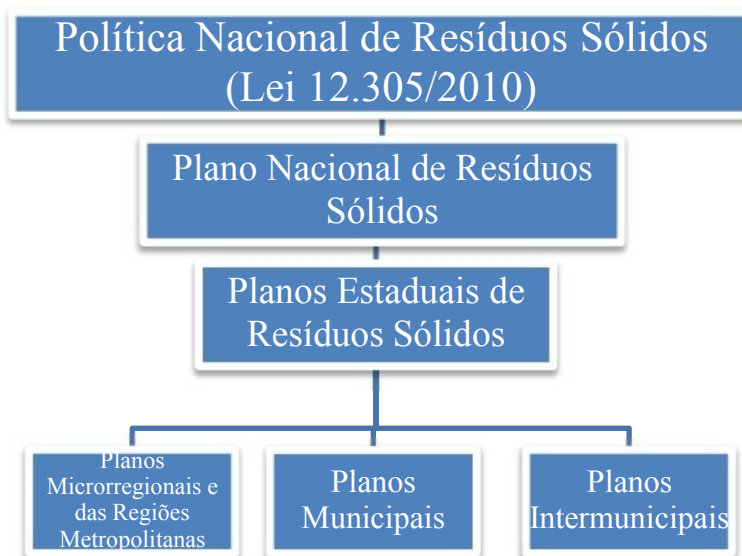 Política Nacional de Resíduos Sólidos
(Lei 12.305/2010)
Plano Nacional de Resíduos
Sólidos
Planos Estaduais de
Resíduos Sólidos
Planos
Microrregionais e
das Regiões
Metropolitanas
Planos
Municipais
Planos
Intermunicipais